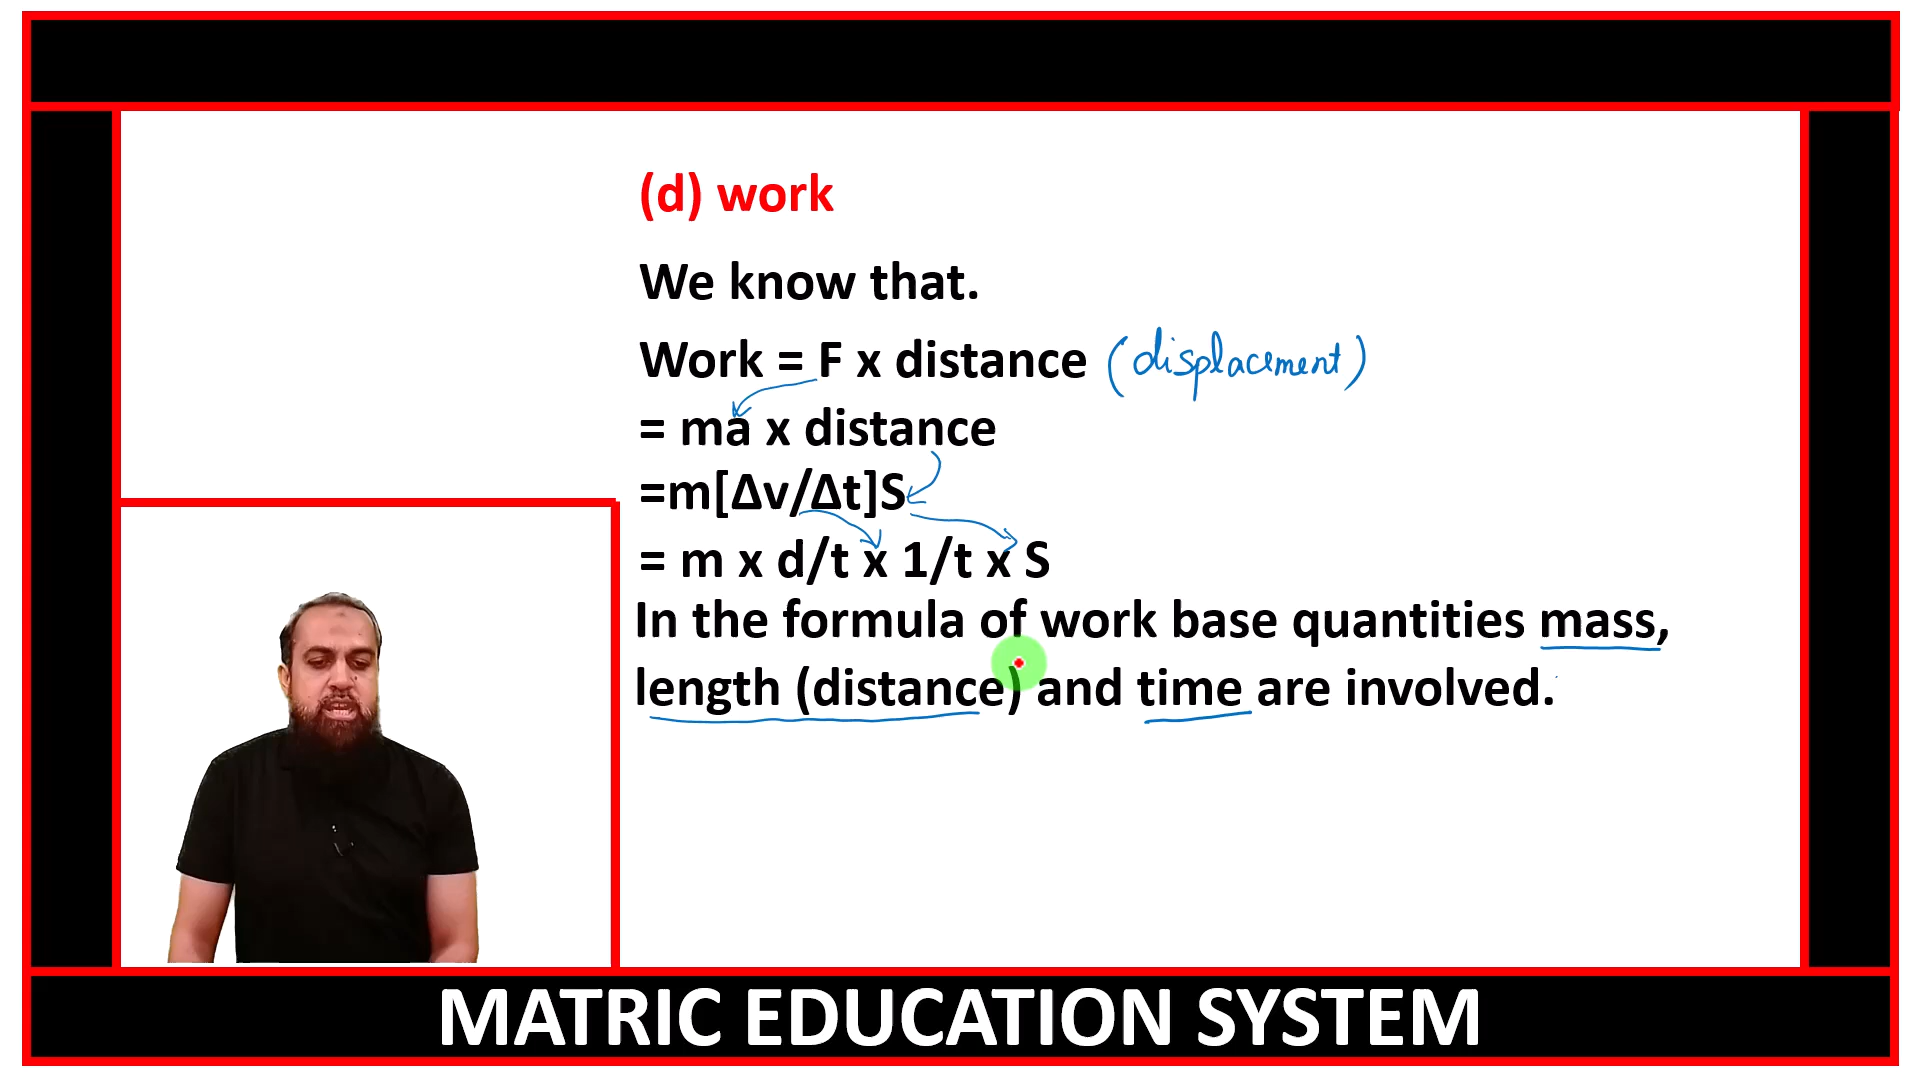 (d) work
We know that.
Work = F x distance (displacement)
= ma x distance
=m[Δv/Δt]S
= m x d/t x 1/t x S
In the formula of work base quantities mass,
length (distance) and time are involved.
MATRIC EDUCATION SYSTEM